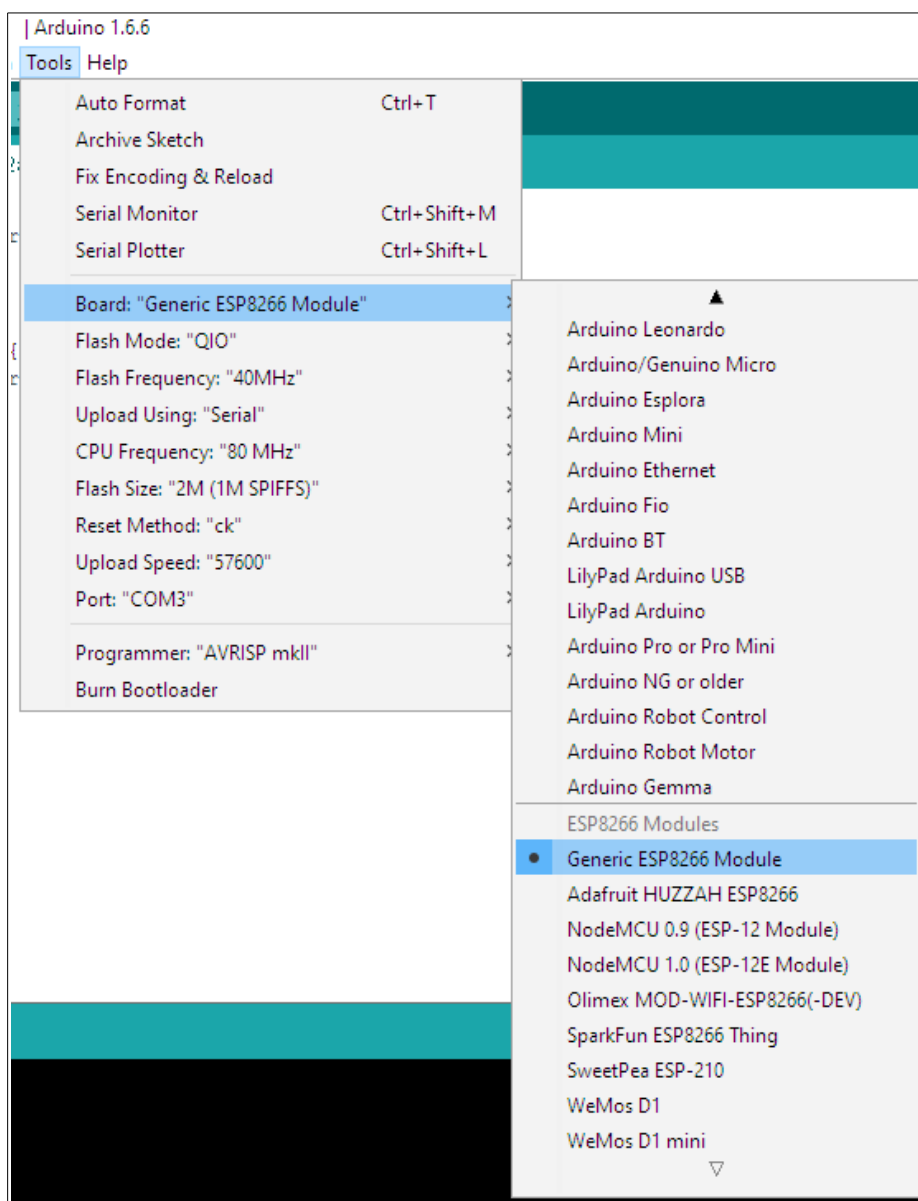 | Arduino 1.6.6
Tools Help
Auto Format Ctrl+T
Archive Sketch
Fix Encoding & Reload
Serial Monitor Ctrl+Shift+M
Serial Plotter Ctrl+Shift+L
Board: "Generic ESP8266 Module"
Flash Mode: "QIO"
Flash Frequency: "40MHz"
Upload Using: "Serial"
CPU Frequency: "80 MHz"
Flash Size: "2M (1M SPIFFS)"
Reset Method: "ck"
Upload Speed: "57600"
Port: "COM3"
Programmer: "AVRISP mkII"
Burn Bootloader
Arduino Leonardo
Arduino/Genuino Micro
Arduino Esplora
Arduino Mini
Arduino Ethernet
Arduino Fio
Arduino BT
LilyPad Arduino USB
LilyPad Arduino
Arduino Pro or Pro Mini
Arduino NG or older
Arduino Robot Control
Arduino Robot Motor
Arduino Gemma
ESP8266 Modules
Generic ESP8266 Module
Adafruit HUZZAH ESP8266
NodeMCU 0.9 (ESP-12 Module)
NodeMCU 1.0 (ESP-12E Module)
Olimex MOD-WIFI-ESP8266(-DEV)
SparkFun ESP8266 Thing
SweetPea ESP-210
WeMos D1
WeMos D1 mini